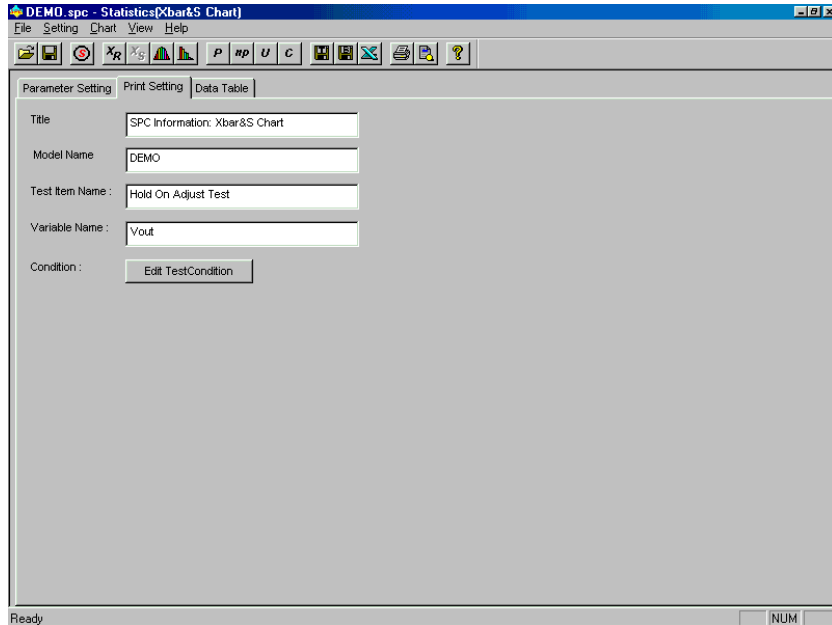 DEMO.spc - Statistics(Xbar&S Chart)
File Setting Chart View Help
XR XS P np U C
Parameter Setting Print Setting Data Table
Title SPC Information: Xbar&S Chart
Model Name DEMO
Test Item Name : Hold On Adjust Test
Variable Name : Vout
Condition : Edit TestCondition
Ready NUM